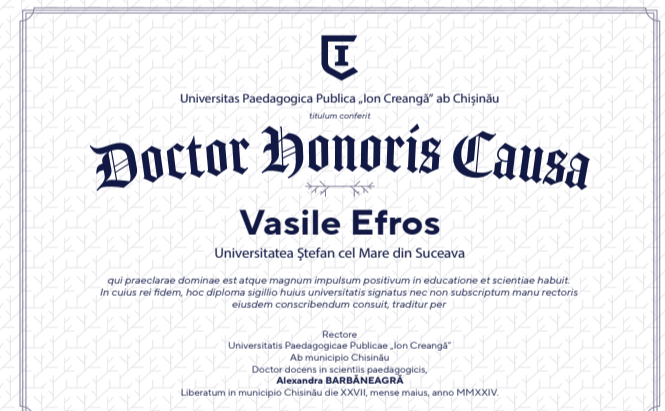 CI
Universitas Paedagogica Publica „Ion Creangă” ab Chișinău
titulum conferit
Doctor Honoris Causa
Vasile Efros
Universitatea Ștefan cel Mare din Suceava
qui praeclarae dominae est atque magnum impulsum positivum in educatione et scientiae habuit.
In cuius rei fidem, hoc diploma sigillio huius universitatis signatus nec non subscriptum manu rectoris
eiusdem conscribendum consuit, traditur per
Rectore
Universitatis Paedagogicae Publicae „Ion Creangă”
Ab municipio Chisinău
Doctor docens in scientiis paedagogicis,
Alexandra BARBĂNEAGRĂ
Liberatum in municipio Chisinău die XXVII, mense maius, anno MMXXIV.